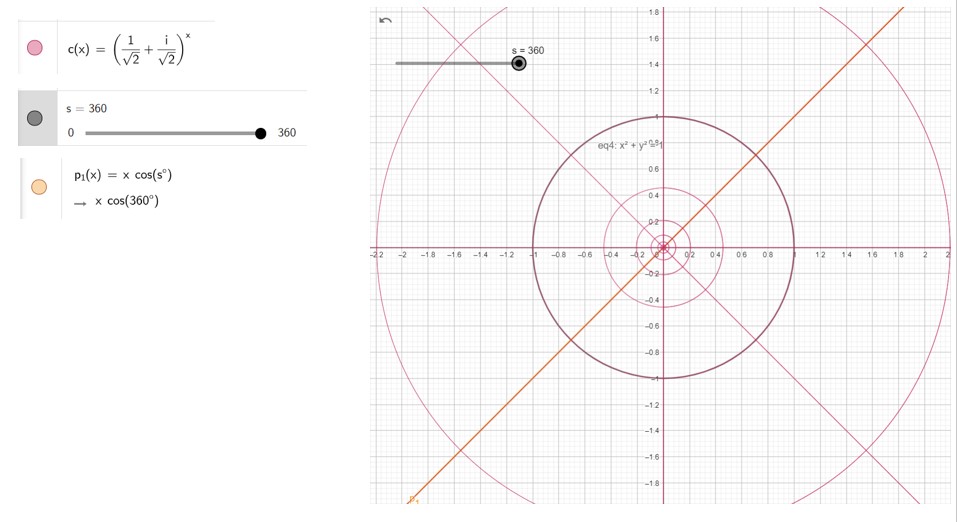 c(x) = (1/√2 + i/√2)^x
s = 360
0 360
p₁(x) = x cos(s°)
→ x cos(360°)
s = 360
1.8
1.6
1.4
1.2
1
eq4: x² + y² = 1
0.8
0.6
0.4
0.2
-2.2 -2 -1.8 -1.6 -1.4 -1.2 -1 -0.8 -0.6 -0.4 -0.2 0 0.2 0.4 0.6 0.8 1 1.2 1.4 1.6 1.8 2 2
-0.2
-0.4
-0.6
-0.8
-1
-1.2
-1.4
-1.6
-1.8